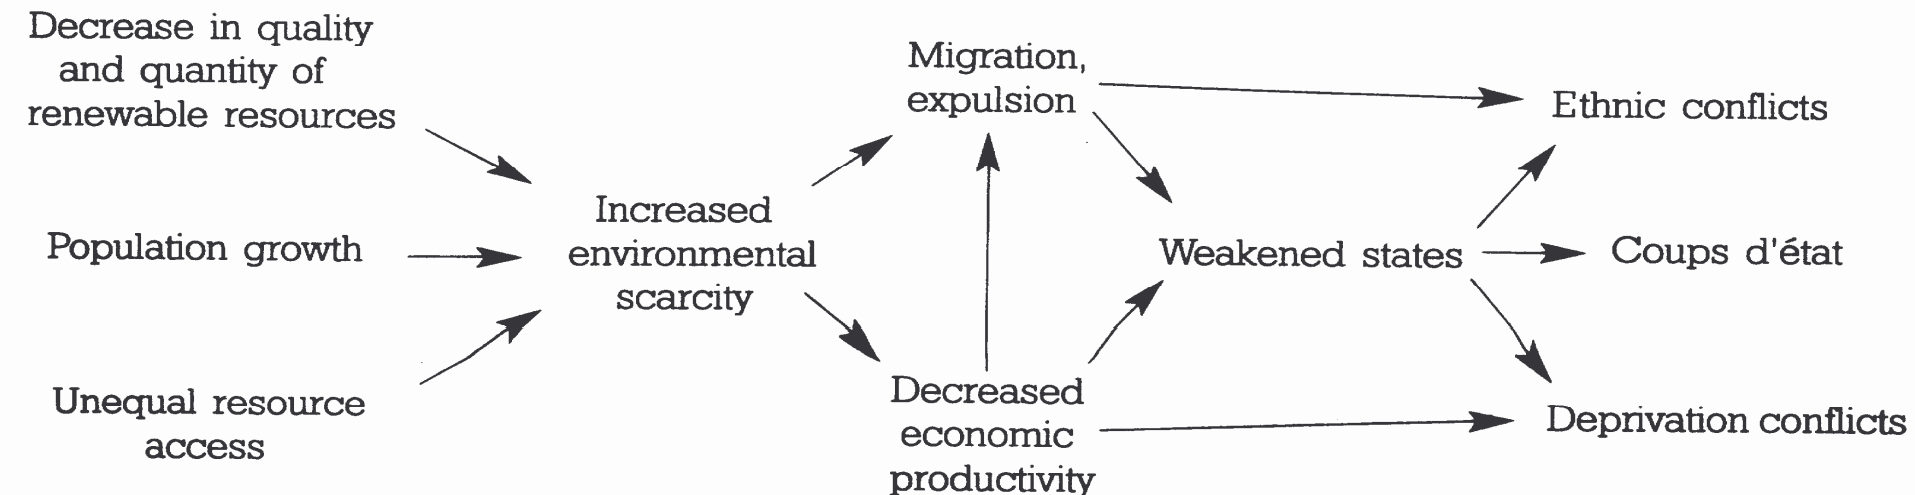 Decrease in quality
and quantity of
renewable resources
Population growth
Unequal resource
access
Increased
environmental
scarcity
Migration,
expulsion
Decreased
economic
productivity
Weakened states
Ethnic conflicts
Coups d'état
Deprivation conflicts